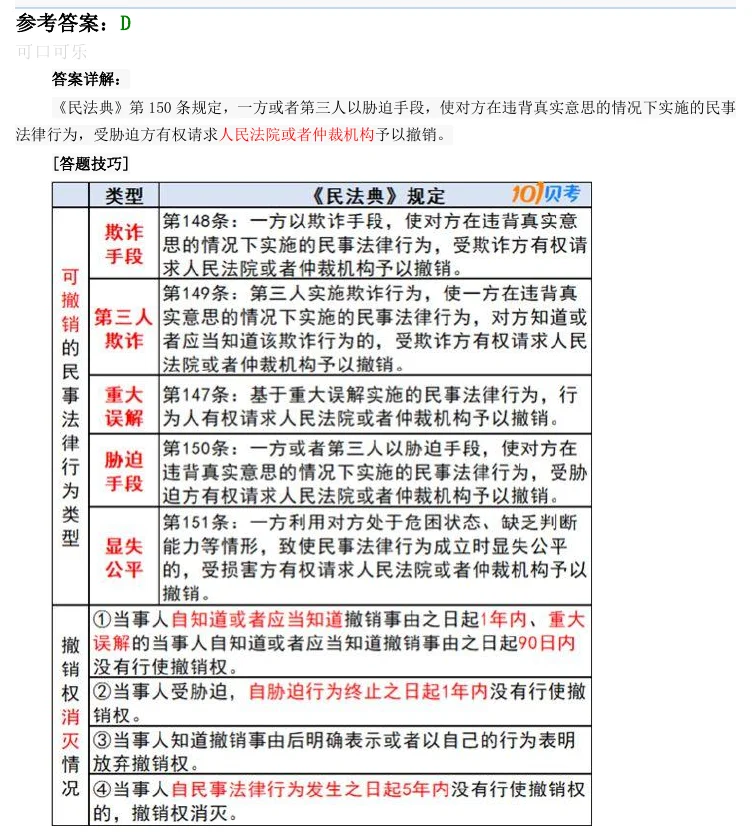 参考答案：D
可口可乐
答案详解：
《民法典》第 150 条规定，一方或者第三人以胁迫手段，使对方在违背真实意思的情况下实施的民事
法律行为，受胁迫方有权请求人民法院或者仲裁机构予以撤销。
[答题技巧]
类型
《民法典》规定
101贝考
可撤销的民事法律行为类型
欺诈
手段
第148条：一方以欺诈手段，使对方在违背真实意
思的情况下实施的民事法律行为，受欺诈方有权请
求人民法院或者仲裁机构予以撤销。
第三人
欺诈
第149条：第三人实施欺诈行为，使一方在违背真
实意思的情况下实施的民事法律行为，对方知道或
者应当知道该欺诈行为的，受欺诈方有权请求人民
法院或者仲裁机构予以撤销。
重大
误解
第147条：基于重大误解实施的民事法律行为，行
为人有权请求人民法院或者仲裁机构予以撤销。
胁迫
手段
第150条：一方或者第三人以胁迫手段，使对方在
违背真实意思的情况下实施的民事法律行为，受胁
迫方有权请求人民法院或者仲裁机构予以撤销。
显失
公平
第151条：一方利用对方处于危困状态、缺乏判断
能力等情形，致使民事法律行为成立时显失公平
的，受损害方有权请求人民法院或者仲裁机构予以
撤销。
撤销权消灭情况
①当事人自知道或者应当知道撤销事由之日起1年内、重大
误解的当事人自知道或者应当知道撤销事由之日起90日内
没有行使撤销权。
②当事人受胁迫，自胁迫行为终止之日起1年内没有行使撤
销权。
③当事人知道撤销事由后明确表示或者以自己的行为表明
放弃撤销权。
④当事人自民事法律行为发生之日起5年内没有行使撤销权
的，撤销权消灭。